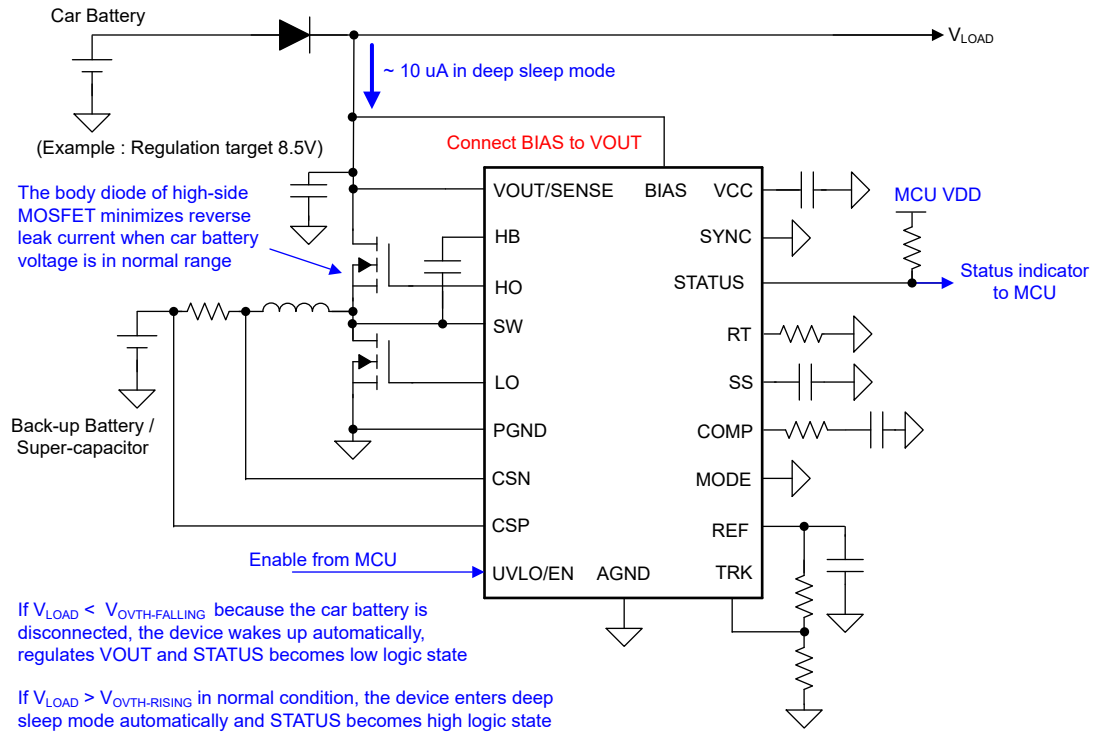 Car Battery
V_LOAD
~ 10 uA in deep sleep mode
(Example : Regulation target 8.5V)
Connect BIAS to VOUT
The body diode of high-side
MOSFET minimizes reverse
leak current when car battery
voltage is in normal range
VOUT/SENSE
BIAS
VCC
MCU VDD
HB
SYNC
HO
STATUS
Status indicator
to MCU
SW
RT
LO
SS
Back-up Battery /
Super-capacitor
PGND
COMP
CSN
MODE
CSP
REF
Enable from MCU
UVLO/EN
AGND
TRK
If V_LOAD < V_OVTH-FALLING because the car battery is
disconnected, the device wakes up automatically,
regulates VOUT and STATUS becomes low logic state
If V_LOAD > V_OVTH-RISING in normal condition, the device enters deep
sleep mode automatically and STATUS becomes high logic state